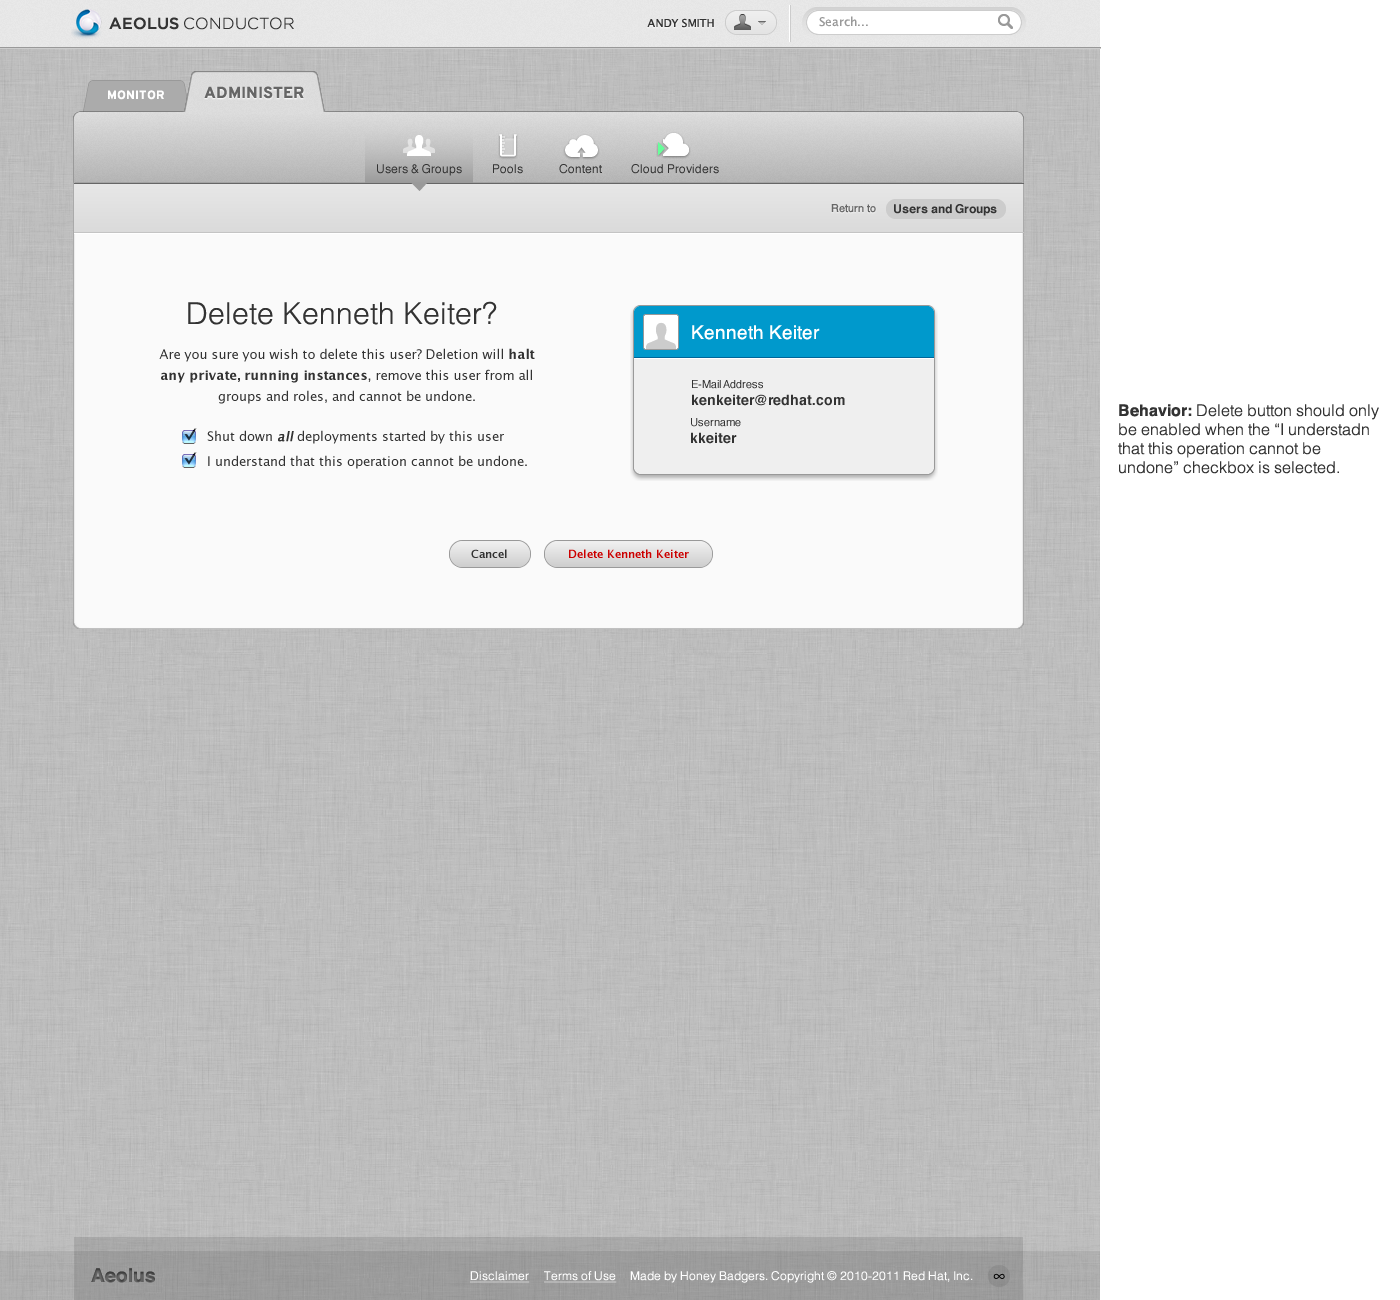 AEOLUS CONDUCTOR
ANDY SMITH
Search...
MONITOR
ADMINISTER
Users & Groups
Pools
Content
Cloud Providers
Return to
Users and Groups
Delete Kenneth Keiter?
Are you sure you wish to delete this user? Deletion will halt
any private, running instances, remove this user from all
groups and roles, and cannot be undone.
Shut down all deployments started by this user
I understand that this operation cannot be undone.
Kenneth Keiter
E-Mail Address
kenkeiter@redhat.com
Username
kkeiter
Cancel
Delete Kenneth Keiter
Behavior: Delete button should only
be enabled when the “I understadn
that this operation cannot be
undone” checkbox is selected.
Aeolus
Disclaimer
Terms of Use
Made by Honey Badgers. Copyright © 2010-2011 Red Hat, Inc.